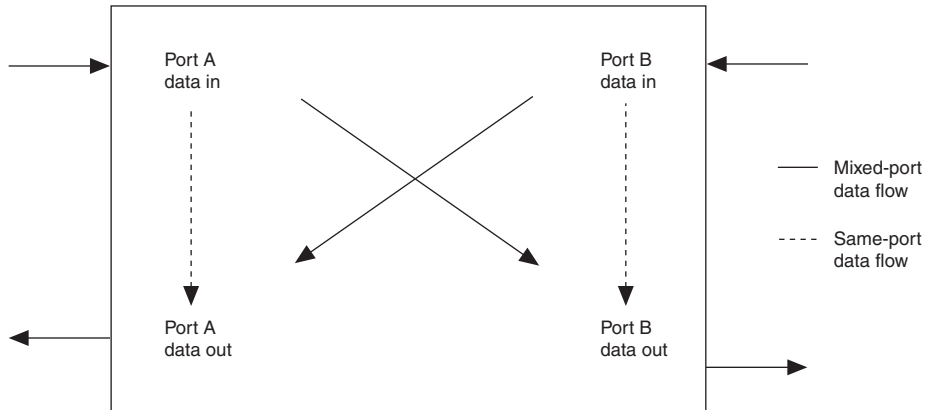 Port A
data in
Port B
data in
Mixed-port
data flow
Same-port
data flow
Port A
data out
Port B
data out